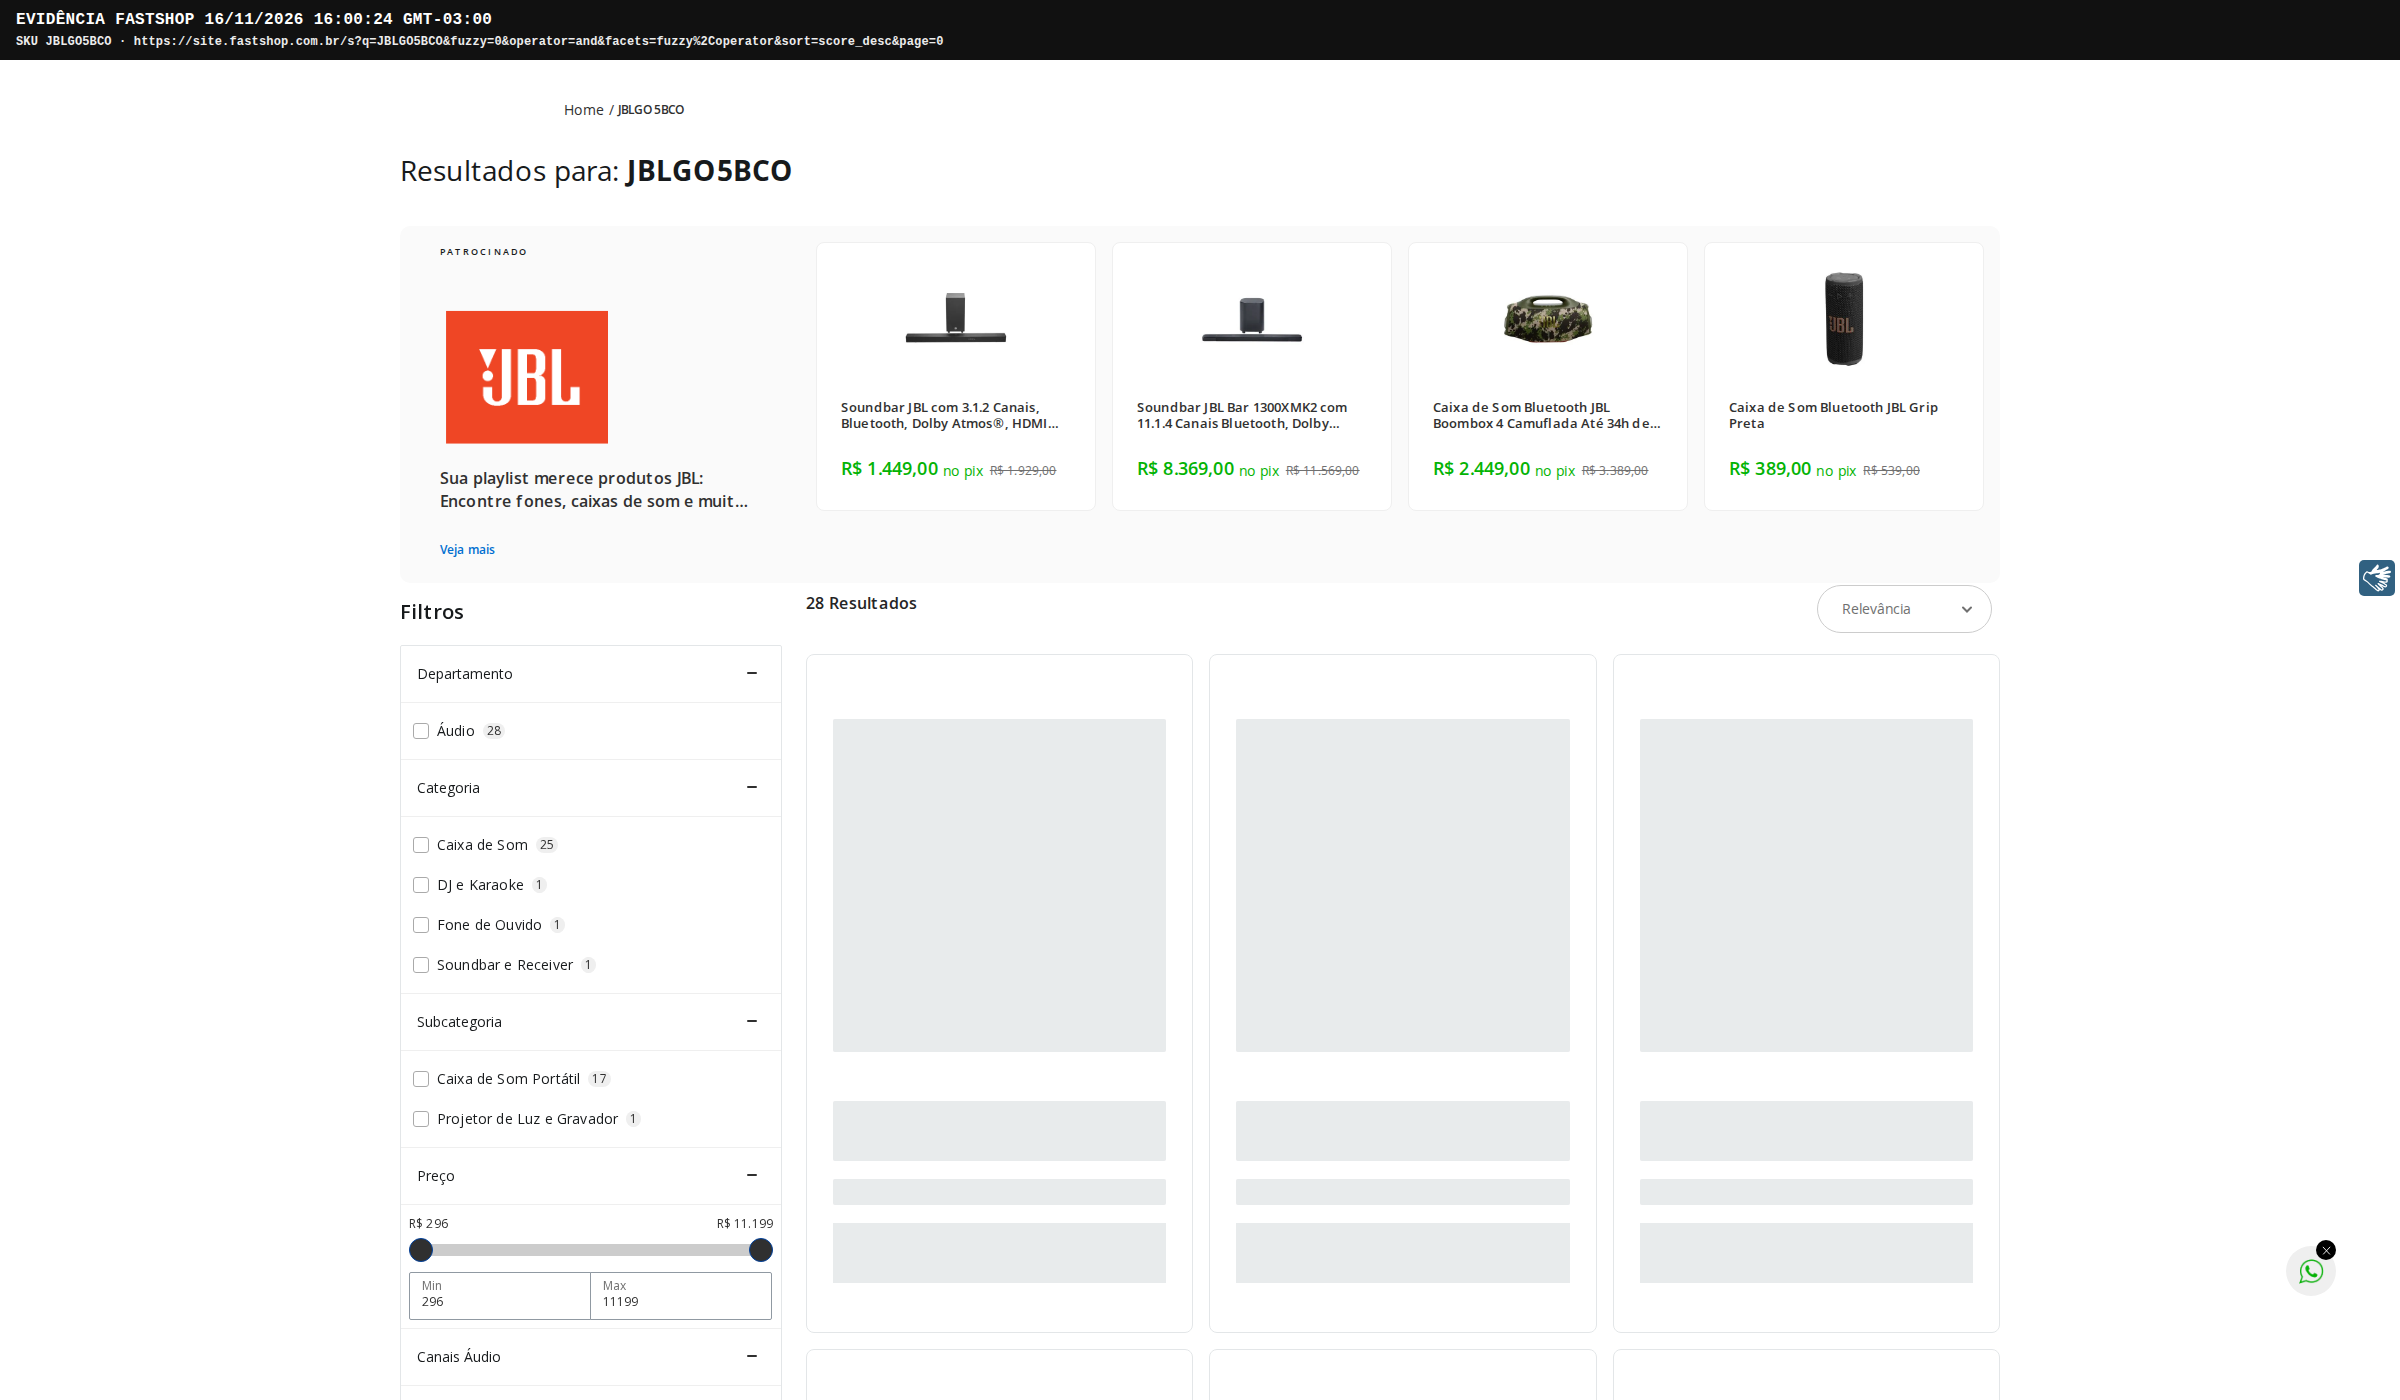 EVIDÊNCIA FASTSHOP 16/11/2026 16:00:24 GMT-03:00
SKU JBLGO5BCO · https://site.fastshop.com.br/s?q=JBLGO5BCO&fuzzy=0&operator=and&facets=fuzzy%2Coperator&sort=score_desc&page=0
Home / JBLGO5BCO
Resultados para: JBLGO5BCO
PATROCINADO
JBL
Sua playlist merece produtos JBL:
Encontre fones, caixas de som e muit...
Veja mais
Soundbar JBL com 3.1.2 Canais,
Bluetooth, Dolby Atmos®, HDMI...
R$ 1.449,00 no pix R$ 1.929,00
Soundbar JBL Bar 1300XMK2 com
11.1.4 Canais Bluetooth, Dolby...
R$ 8.369,00 no pix R$ 11.569,00
Caixa de Som Bluetooth JBL
Boombox 4 Camuflada Até 34h de...
R$ 2.449,00 no pix R$ 3.389,00
JBL
Caixa de Som Bluetooth JBL Grip
Preta
R$ 389,00 no pix R$ 539,00
Filtros
28 Resultados
Relevância
Departamento
Áudio 28
Categoria
Caixa de Som 25
DJ e Karaoke 1
Fone de Ouvido 1
Soundbar e Receiver 1
Subcategoria
Caixa de Som Portátil 17
Projetor de Luz e Gravador 1
Preço
R$ 296 R$ 11.199
Min Max
296 11199
Canais Áudio